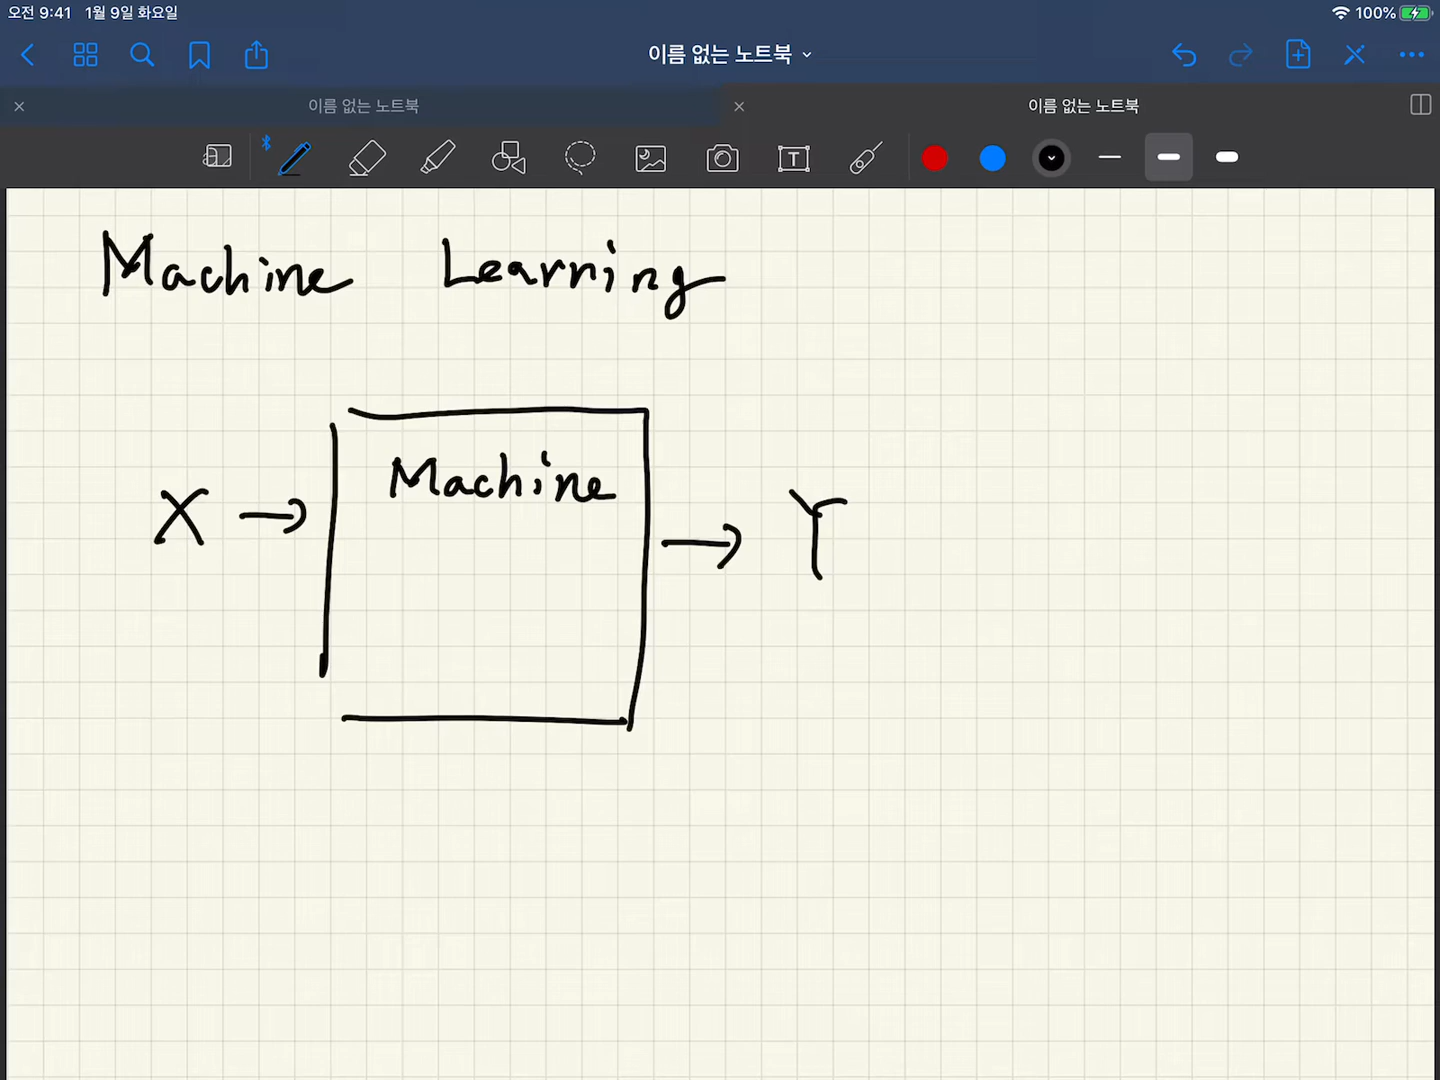 오전 9:41 1월 9일 화요일 100%
이름 없는 노트북
이름 없는 노트북 이름 없는 노트북
T
Machine Learning
Machine
X → → Y